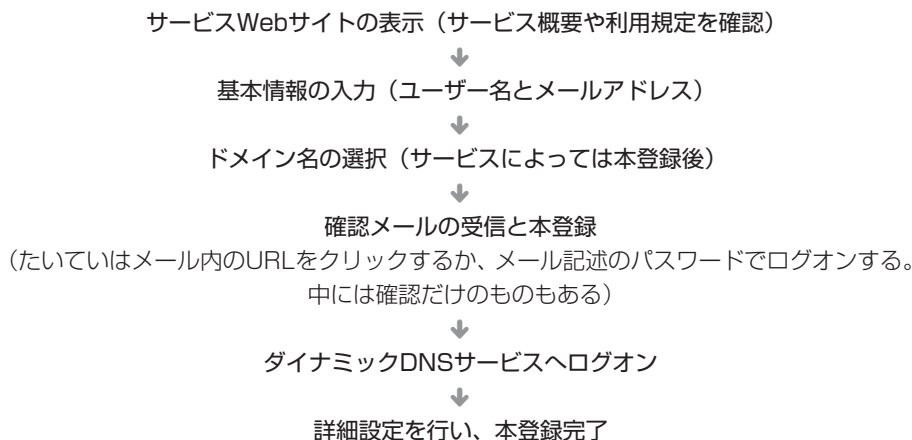 サービスWebサイトの表示（サービス概要や利用規定を確認）
基本情報の入力（ユーザー名とメールアドレス）
ドメイン名の選択（サービスによっては本登録後）
確認メールの受信と本登録
（たいていはメール内のURLをクリックするか、メール記述のパスワードでログオンする。
中には確認だけのものもある）
ダイナミックDNSサービスへログオン
詳細設定を行い、本登録完了